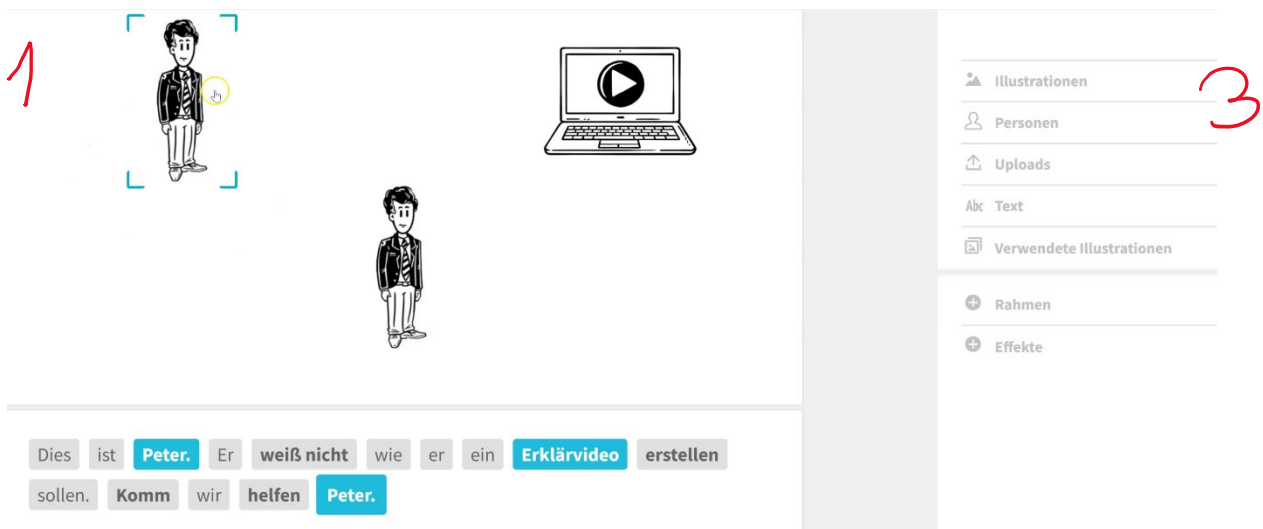 1
3
Illustrationen
Personen
Uploads
Abc Text
Verwendete Illustrationen
Rahmen
Effekte
Dies ist Peter. Er weiß nicht wie er ein Erklärvideo erstellen
sollen. Komm wir helfen Peter.